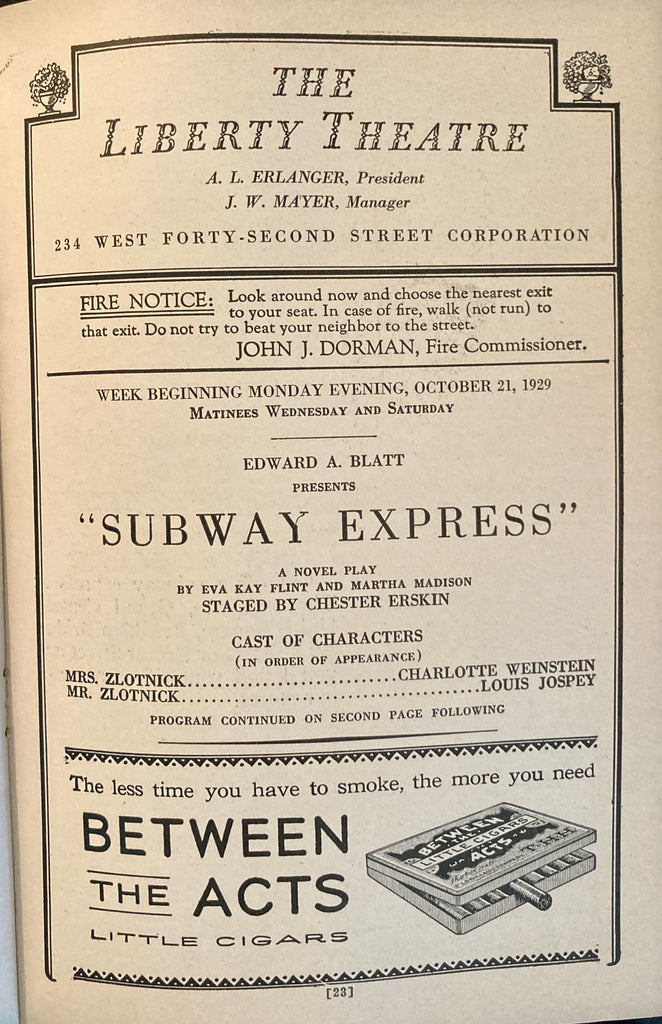 THE
LIBERTY THEATRE
A. L. ERLANGER, President
J. W. MAYER, Manager
234 WEST FORTY-SECOND STREET CORPORATION
FIRE NOTICE: Look around now and choose the nearest exit
to your seat. In case of fire, walk (not run) to
that exit. Do not try to beat your neighbor to the street.
JOHN J. DORMAN, Fire Commissioner.
WEEK BEGINNING MONDAY EVENING, OCTOBER 21, 1929
MATINEES WEDNESDAY AND SATURDAY
EDWARD A. BLATT
PRESENTS
“SUBWAY EXPRESS”
A NOVEL PLAY
BY EVA KAY FLINT AND MARTHA MADISON
STAGED BY CHESTER ERSKIN
CAST OF CHARACTERS
(IN ORDER OF APPEARANCE)
MRS. ZLOTNICK..............................CHARLOTTE WEINSTEIN
MR. ZLOTNICK..........................................LOUIS JOSPEY
PROGRAM CONTINUED ON SECOND PAGE FOLLOWING
The less time you have to smoke, the more you need
BETWEEN
THE ACTS
LITTLE CIGARS
BETWEEN
LITTLE CIGARS
ACTS
[23]